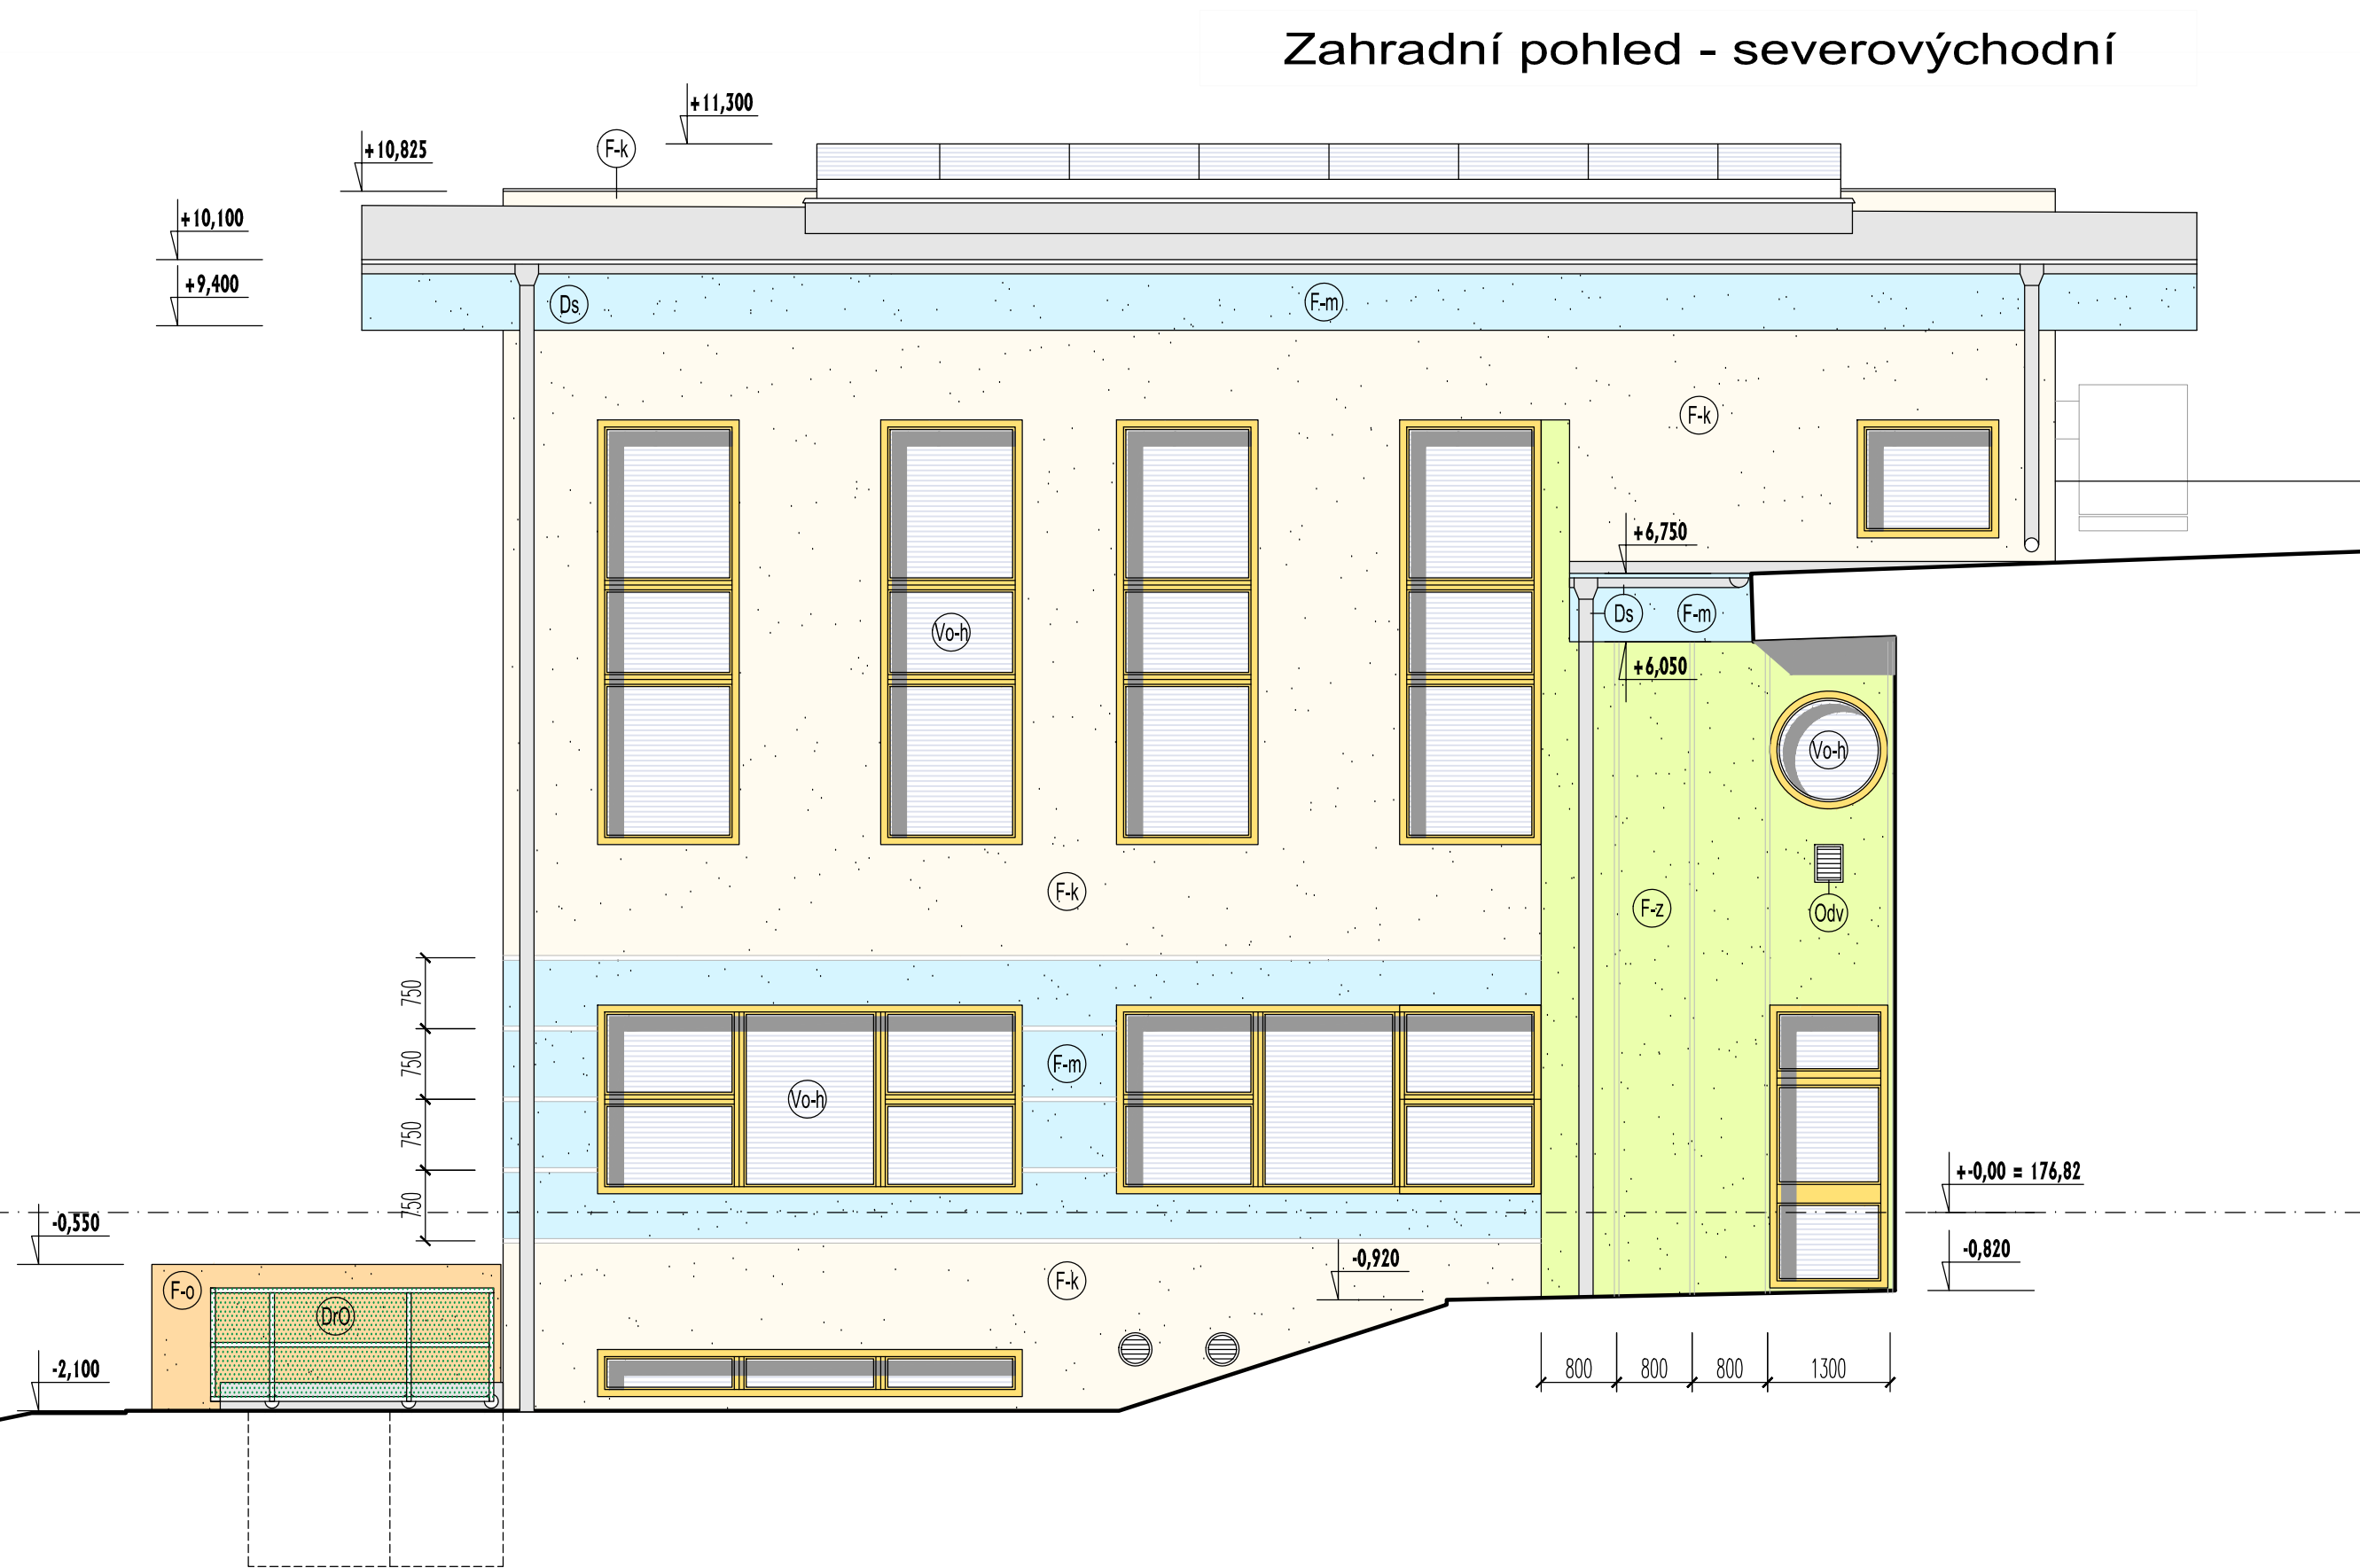 Zahradní pohled - severovýchodní
+11,300
+10,825
F-k
+10,100
+9,400
Ds
F-m
F-k
+6,750
Ds
F-m
Vo-h
+6,050
Vo-h
F-k
F-z
Odv
750
750
F-m
Vo-h
750
750
+-0,00 = 176,82
-0,550
-0,920
-0,820
F-k
F-o
DrO
-2,100
800
800
800
1300